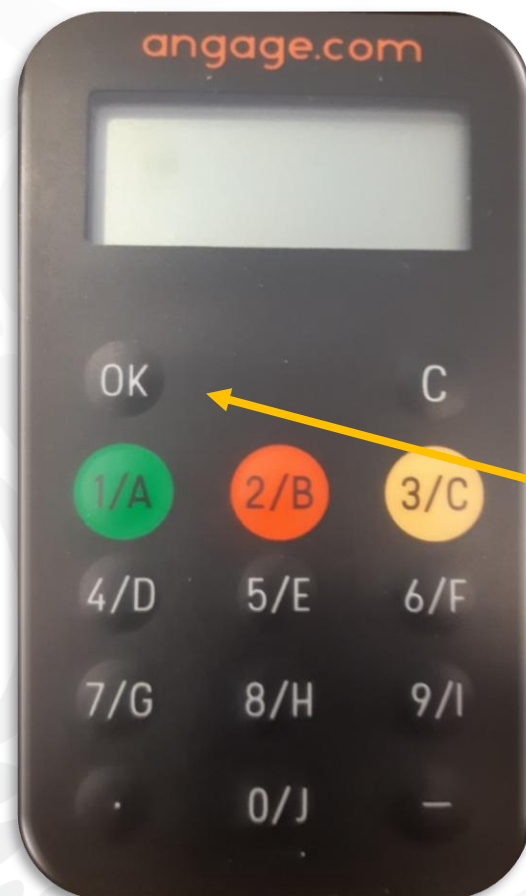 angage.com
OK C
1/A 2/B 3/C
4/D 5/E 6/F
7/G 8/H 9/I
. 0/J –